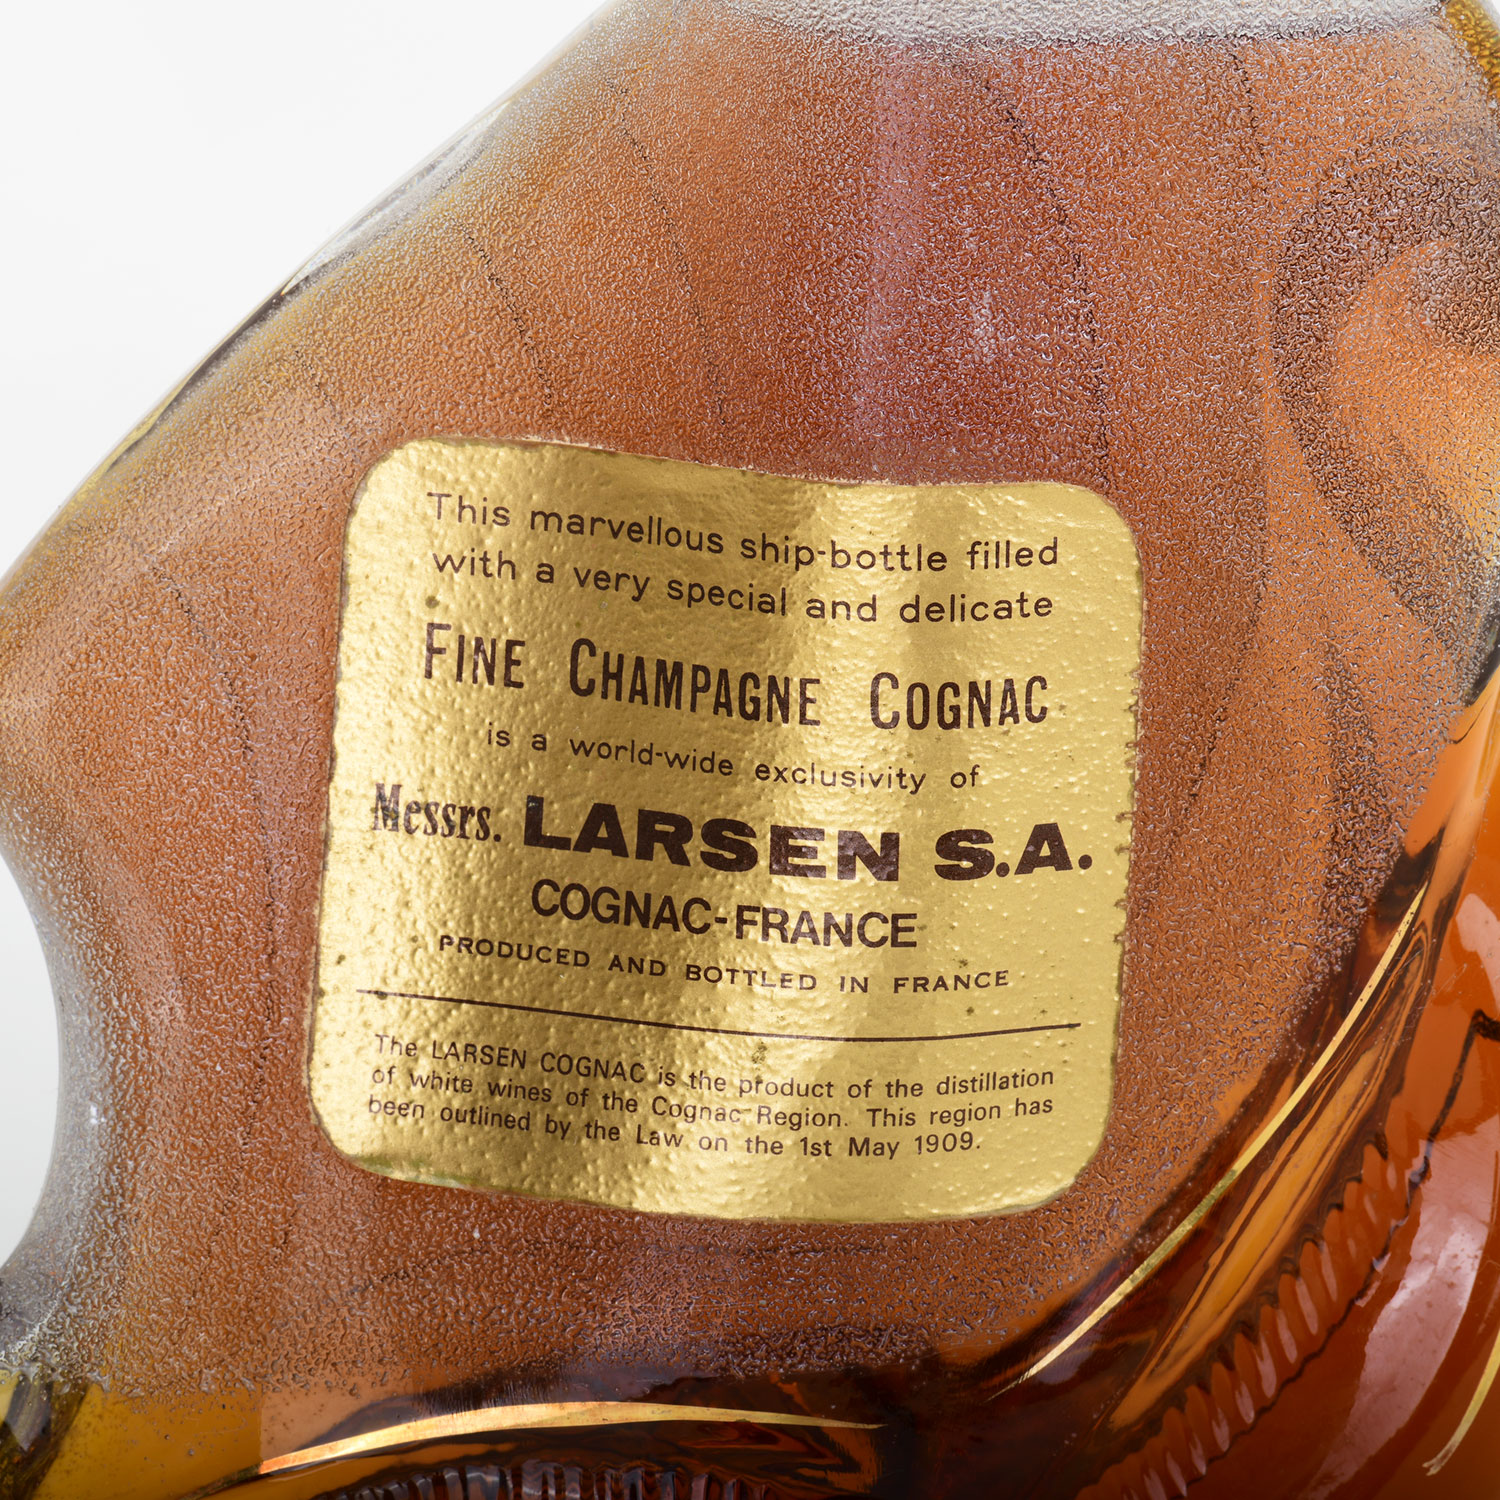 This marvellous ship-bottle filled
with a very special and delicate
FINE CHAMPAGNE COGNAC
is a world-wide exclusivity of
Messrs. LARSEN S.A.
COGNAC-FRANCE
PRODUCED AND BOTTLED IN FRANCE
The LARSEN COGNAC is the product of the distillation
of white wines of the Cognac Region. This region has
been outlined by the Law on the 1st May 1909.